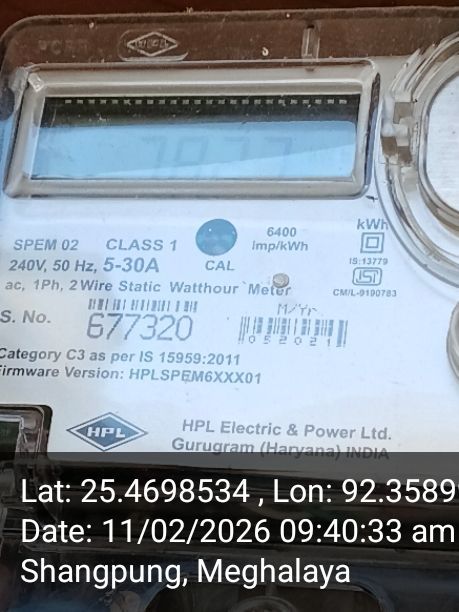 HPL
SPEM 02 CLASS 1 6400 kWh
imp/kWh
240V, 50 Hz, 5-30A CAL IS:13779
ISI
ac, 1Ph, 2Wire Static Watthour Meter CM/L-9190783
M/Yr
S. No. 677320 052021
Category C3 as per IS 15959:2011
Firmware Version: HPLSPEM6XXX01
HPL HPL Electric & Power Ltd.
Gurugram (Haryana) INDIA
Lat: 25.4698534 , Lon: 92.3589
Date: 11/02/2026 09:40:33 am
Shangpung, Meghalaya